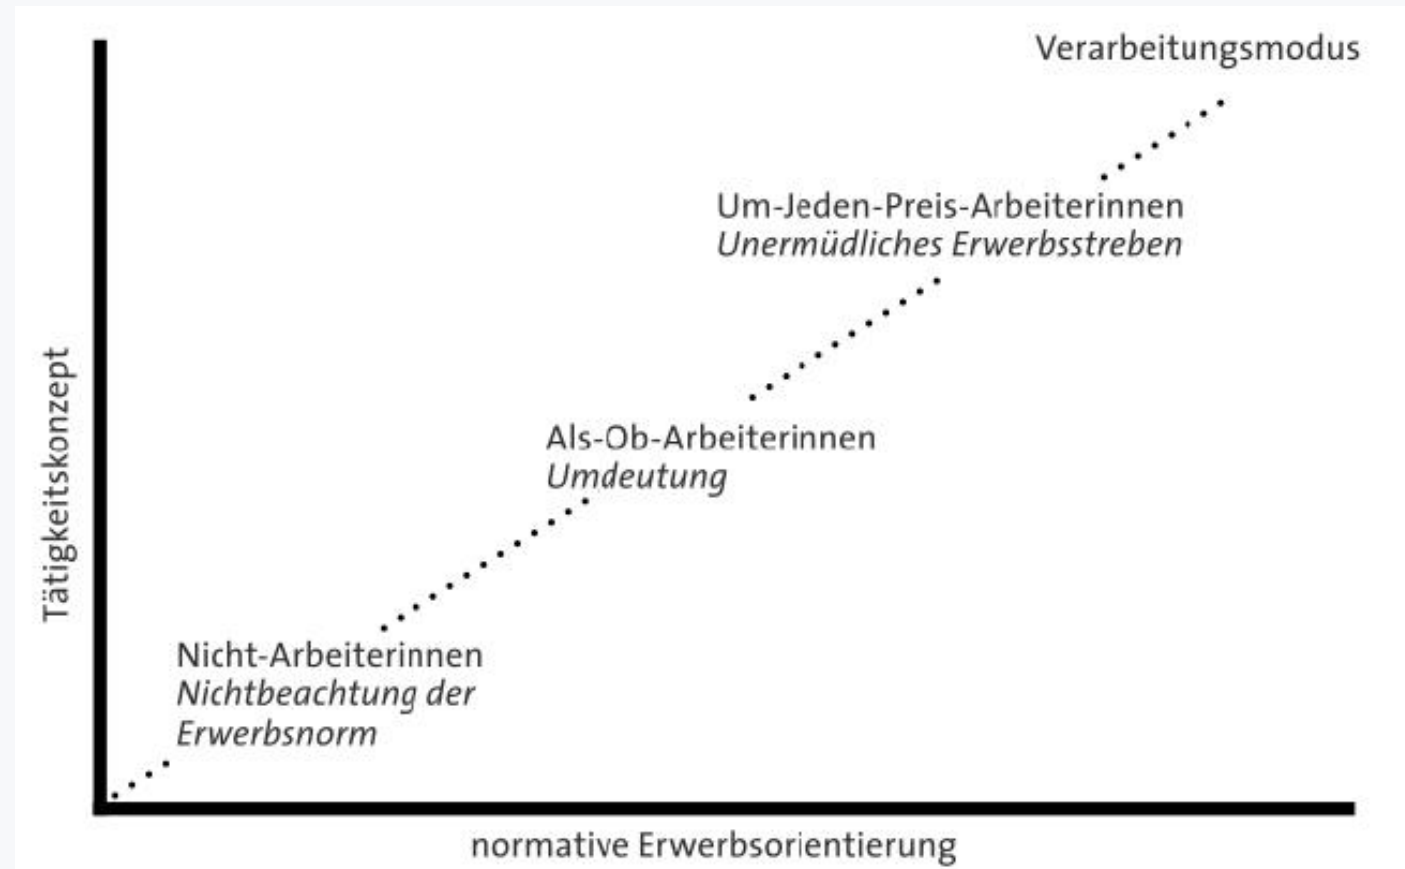 Verarbeitungsmodus
Um-Jeden-Preis-Arbeiterinnen
Unermüdliches Erwerbsstreben
Als-Ob-Arbeiterinnen
Umdeutung
Nicht-Arbeiterinnen
Nichtbeachtung der
Erwerbsnorm
Tätigkeitskonzept
normative Erwerbsorientierung